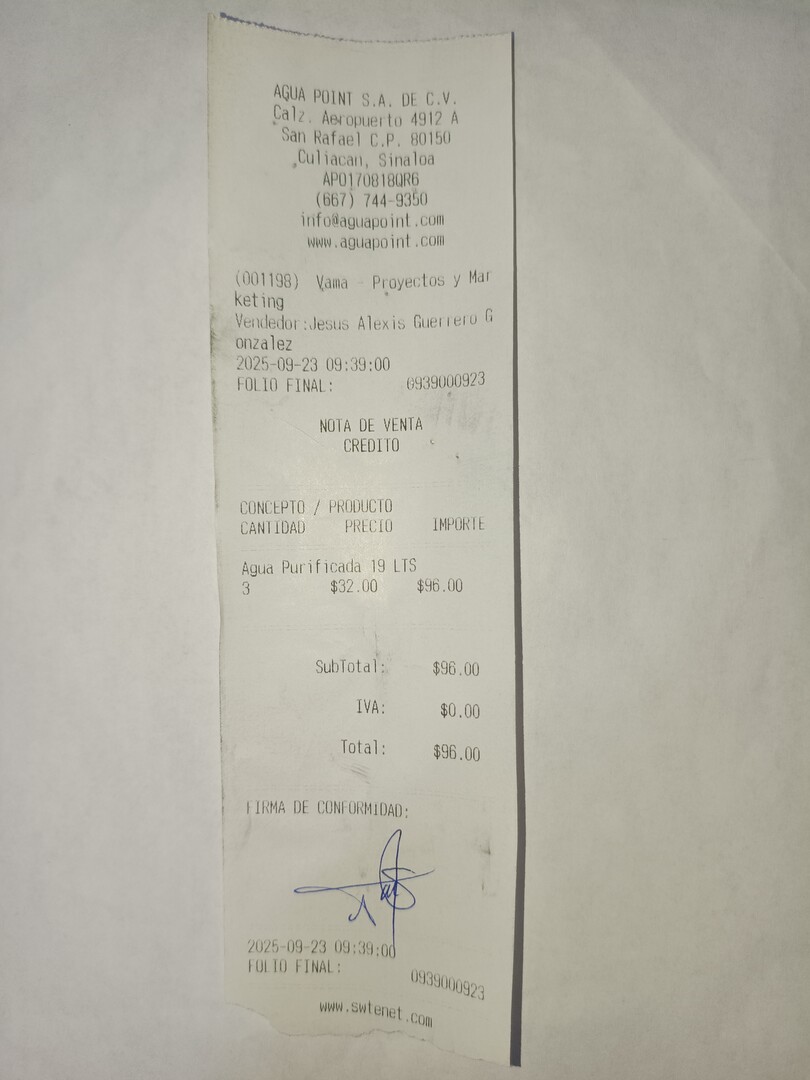 AGUA POINT S.A. DE C.V.
Calz. Aeropuerto 4912 A
San Rafael C.P. 80150
Culiacan, Sinaloa
APO170818QR6
(667) 744-9350
info@aguapoint.com
www.aguapoint.com
(001198) Vama - Proyectos y Mar
keting
Vendedor:Jesus Alexis Guerrero G
onzalez
2025-09-23 09:39:00
FOLIO FINAL: 0939000923
NOTA DE VENTA
CREDITO
CONCEPTO / PRODUCTO
CANTIDAD PRECIO IMPORTE
Agua Purificada 19 LTS
3 $32.00 $96.00
SubTotal: $96.00
IVA: $0.00
Total: $96.00
FIRMA DE CONFORMIDAD:
2025-09-23 09:39:00
FOLIO FINAL: 0939000923
www.swtenet.com